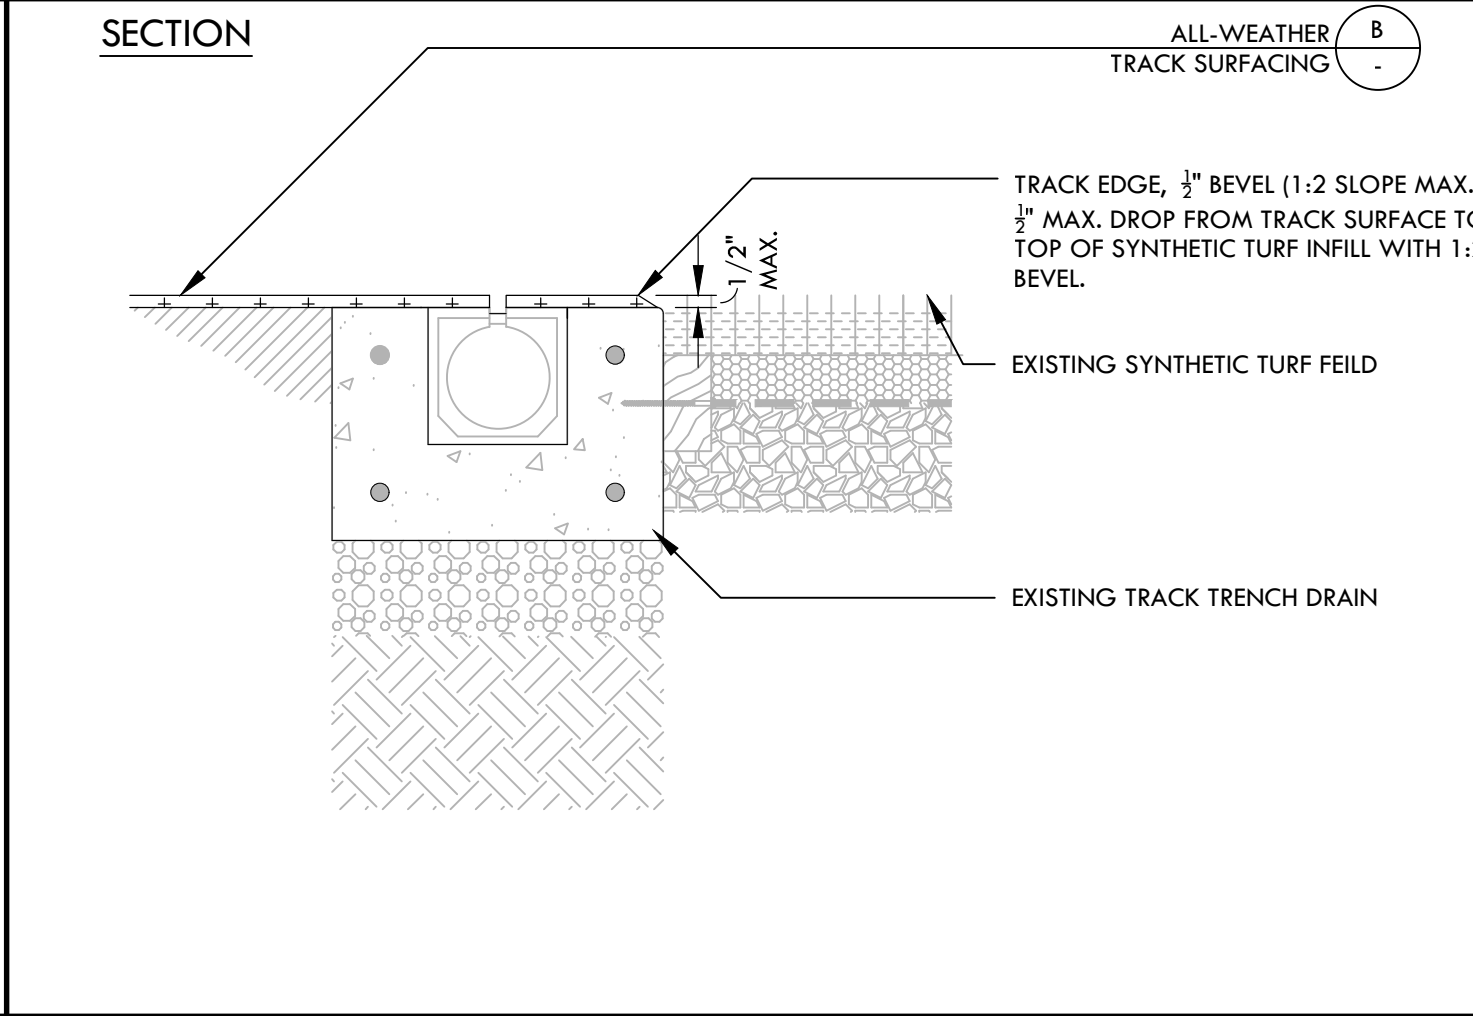 SECTION
ALL-WEATHER
TRACK SURFACING
B
-
TRACK EDGE, ½" BEVEL (1:2 SLOPE MAX.
½" MAX. DROP FROM TRACK SURFACE TO
TOP OF SYNTHETIC TURF INFILL WITH 1:
BEVEL.
1/2"
MAX.
EXISTING SYNTHETIC TURF FEILD
EXISTING TRACK TRENCH DRAIN